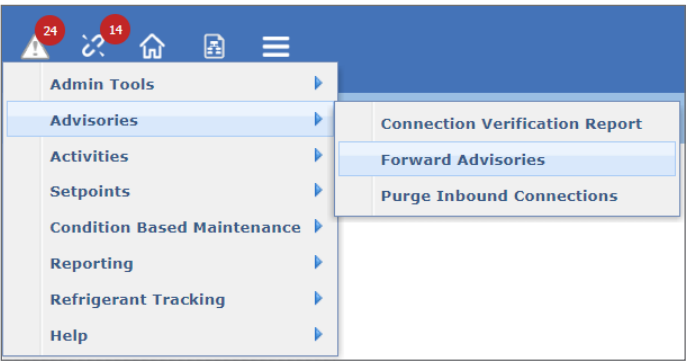 24
14
Admin Tools
Advisories
Activities
Setpoints
Condition Based Maintenance
Reporting
Refrigerant Tracking
Help
Connection Verification Report
Forward Advisories
Purge Inbound Connections